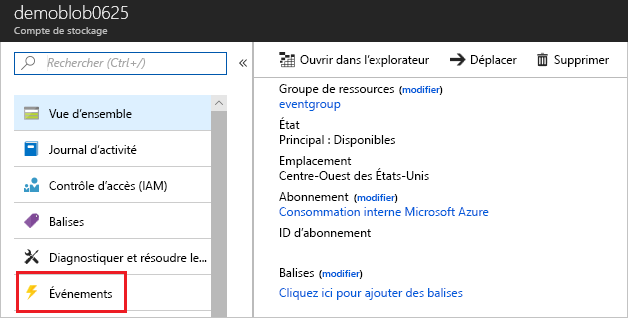 demoblob0625
Compte de stockage
Rechercher (Ctrl+/)
Vue d'ensemble
Journal d'activité
Contrôle d'accès (IAM)
Balises
Diagnostiquer et résoudre le...
Événements
Ouvrir dans l'explorateur
Déplacer
Supprimer
Groupe de ressources (modifier)
eventgroup
État
Principal : Disponibles
Emplacement
Centre-Ouest des États-Unis
Abonnement (modifier)
Consommation interne Microsoft Azure
ID d'abonnement
Balises (modifier)
Cliquez ici pour ajouter des balises